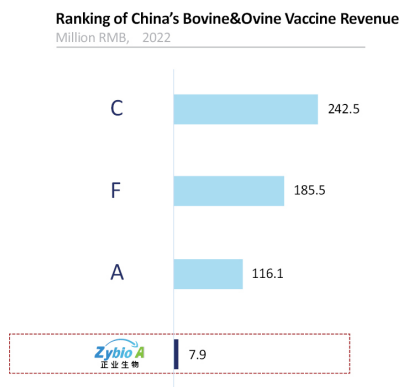 Ranking of China's Bovine&Ovine Vaccine Revenue
Million RMB, 2022
C
242.5
F
185.5
A
116.1
Zybio A
正业生物
7.9